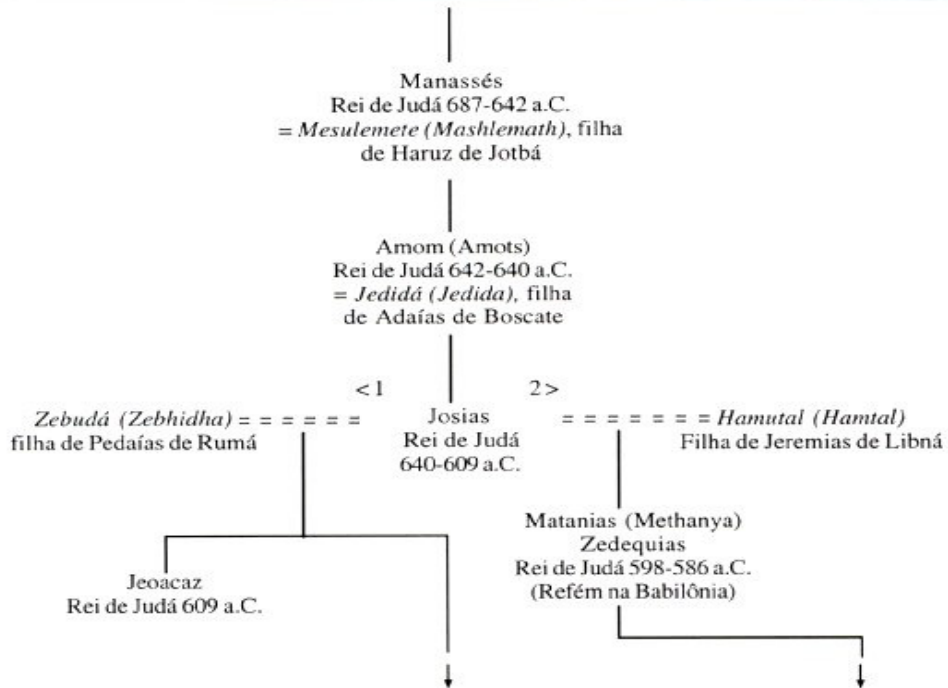 Manassés
Rei de Judá 687-642 a.C.
= Mesulemete (Mashlemath), filha
de Haruz de Jotbá
Amom (Amots)
Rei de Judá 642-640 a.C.
= Jedidá (Jedida), filha
de Adaías de Boscate
<1
2>
Zebudá (Zebhidha) = = = = = =
filha de Pedaías de Rumá
Josias
Rei de Judá
640-609 a.C.
= = = = = = = Hamutal (Hamtal)
Filha de Jeremias de Libná
Jeoacaz
Rei de Judá 609 a.C.
Matanias (Methanya)
Zedequias
Rei de Judá 598-586 a.C.
(Refém na Babilônia)